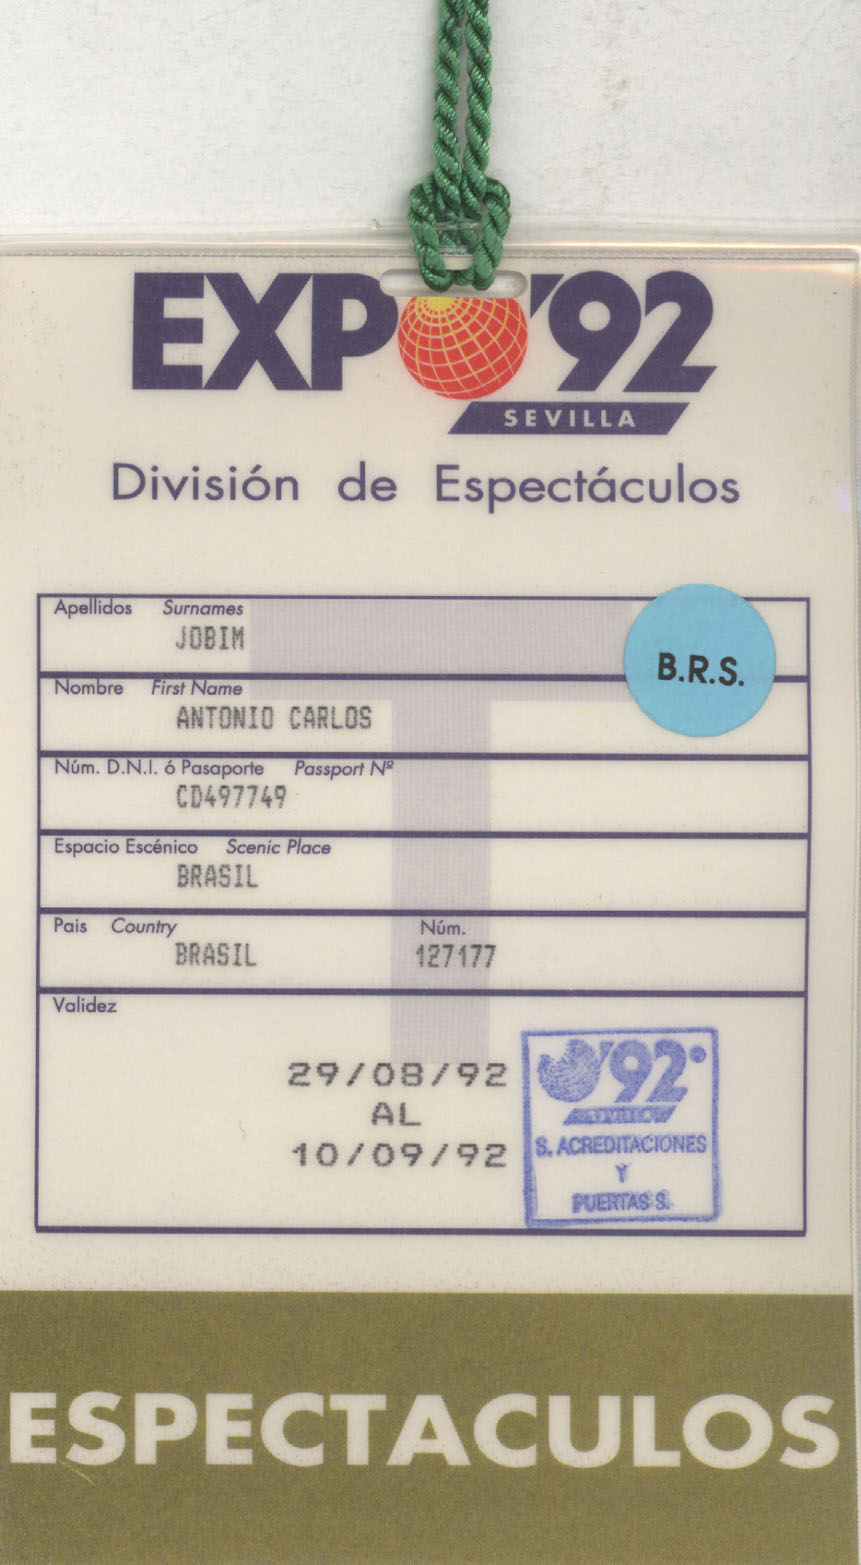 EXPO'92
SEVILLA
División de Espectáculos
Apellidos Surnames
JOBIM
B.R.S.
Nombre First Name
ANTONIO CARLOS
Núm. D.N.I. ó Pasaporte Passport Nº
CD497749
Espacio Escénico Scenic Place
BRASIL
Pais Country Núm.
BRASIL 127177
Validez
29/08/92
AL
10/09/92
'92
SEVILLA
S. ACREDITACIONES
Y
PUERTAS S.
T
ESPECTACULOS